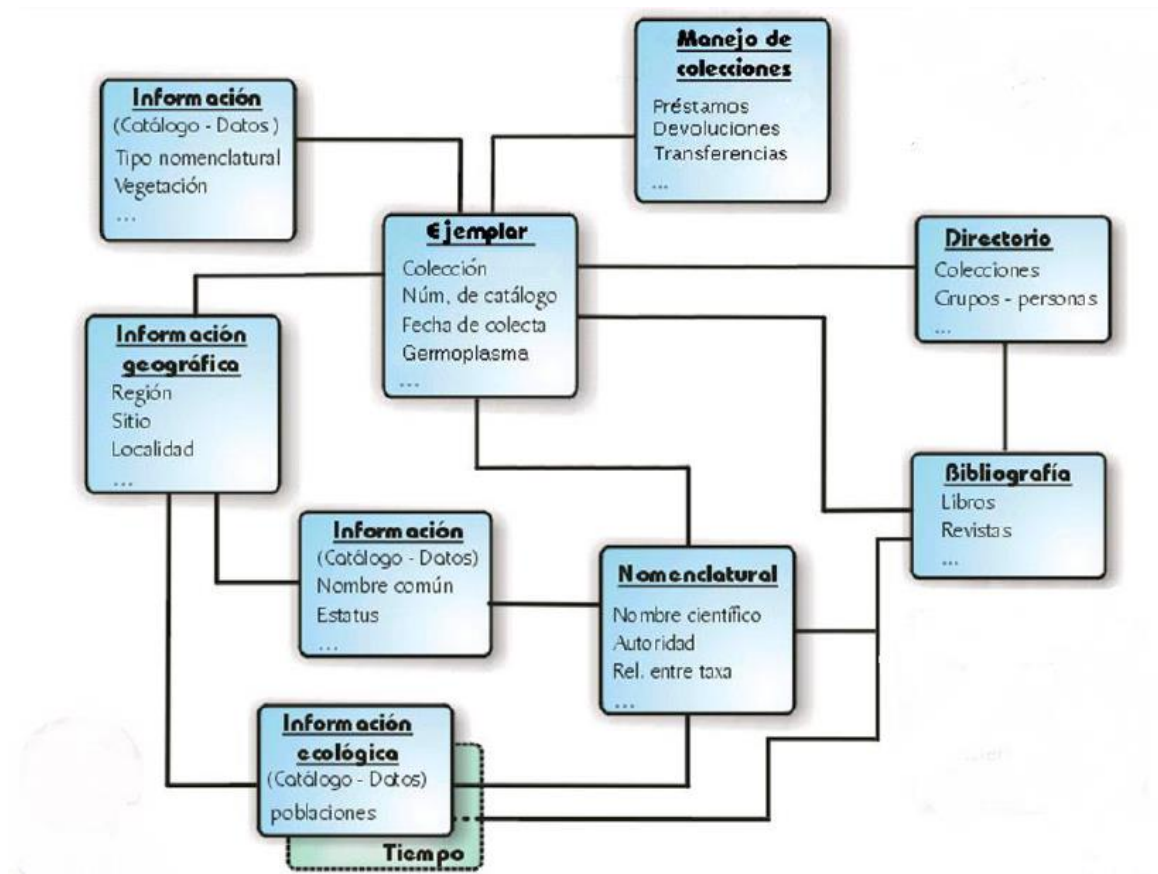 Manejo de
colecciones
Préstamos
Devoluciones
Transferencias
...
Información
(Catálogo - Datos )
Tipo nomenclatural
Vegetación
...
Ejemplar
Colección
Núm. de catálogo
Fecha de colecta
Germoplasma
...
Directorio
Colecciones
Grupos - personas
...
Información
geográfica
Región
Sitio
Localidad
...
Bibliografía
Libros
Revistas
...
Información
(Catálogo - Datos)
Nombre común
Estatus
...
Nomenclatural
Nombre científico
Autoridad
Rel. entre taxa
...
Información
ecológica
(Catálogo - Datos)
poblaciones
Tiempo